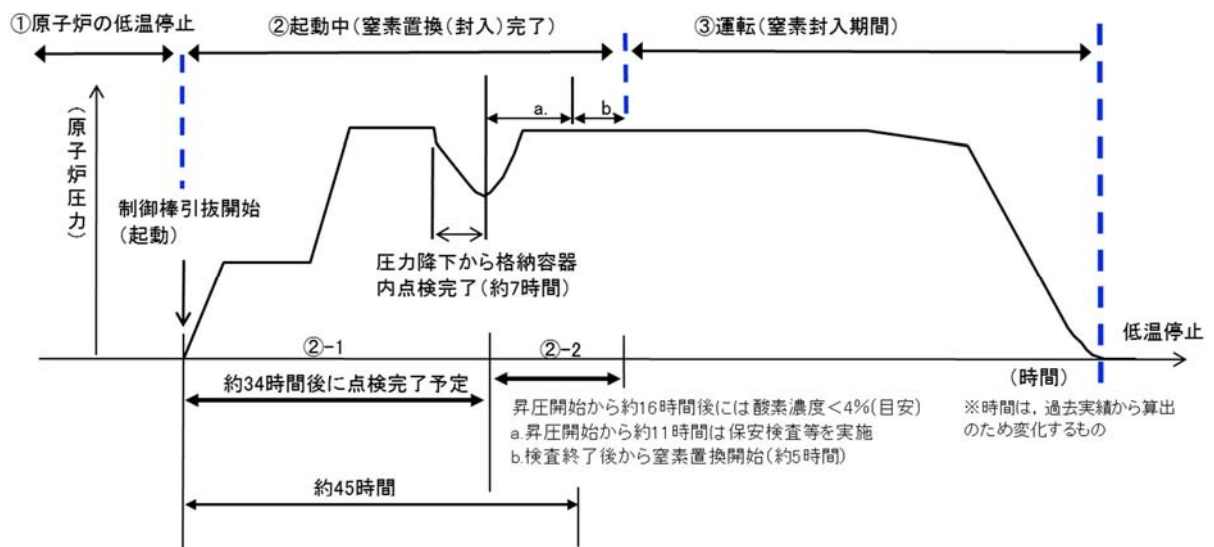 ①原子炉の低温停止
②起動中(窒素置換(封入)完了)
③運転(窒素封入期間)
a.
b.
(原子炉圧力)
制御棒引抜開始
(起動)
圧力降下から格納容器
内点検完了(約7時間)
②-1
②-2
低温停止
(時間)
約34時間後に点検完了予定
昇圧開始から約16時間後には酸素濃度<4%(目安)
a.昇圧開始から約11時間は保安検査等を実施
b.検査終了後から窒素置換開始(約5時間)
※時間は，過去実績から算出
のため変化するもの
約45時間